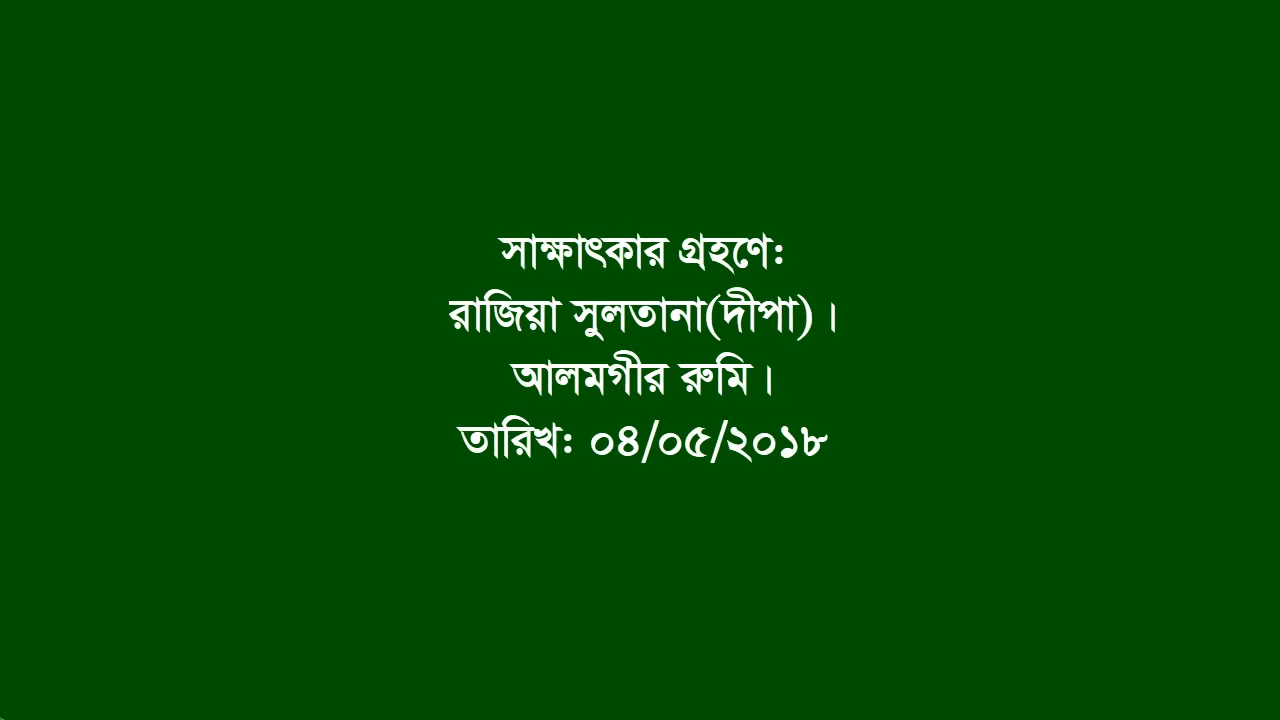 সাক্ষাৎকার গ্রহণে:
রাজিয়া সুলতানা(দীপা)।
আলমগীর রুমি।
তারিখ: ০৪/০৫/২০১৮